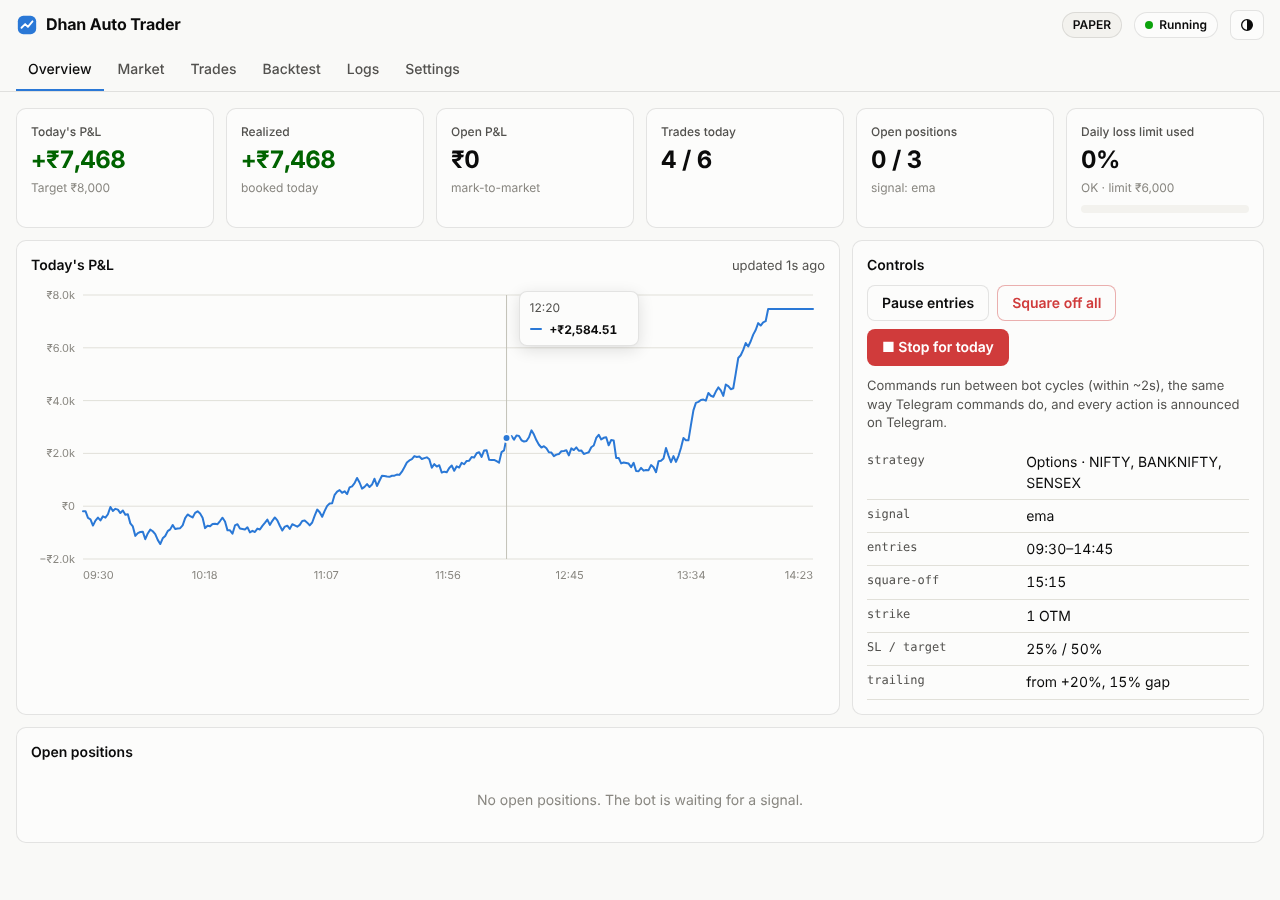 Dhan Auto Trader
PAPER
Running
Overview
Market
Trades
Backtest
Logs
Settings
Today's P&L
+₹7,468
Target ₹8,000
Realized
+₹7,468
booked today
Open P&L
₹0
mark-to-market
Trades today
4 / 6
Open positions
0 / 3
signal: ema
Daily loss limit used
0%
OK · limit ₹6,000
Today's P&L
updated 1s ago
₹8.0k
₹6.0k
₹4.0k
₹2.0k
₹0
−₹2.0k
12:20
+₹2,584.51
09:30
10:18
11:07
11:56
12:45
13:34
14:23
Controls
Pause entries
Square off all
Stop for today
Commands run between bot cycles (within ~2s), the same
way Telegram commands do, and every action is announced
on Telegram.
strategy
Options · NIFTY, BANKNIFTY,
SENSEX
signal
ema
entries
09:30–14:45
square-off
15:15
strike
1 OTM
SL / target
25% / 50%
trailing
from +20%, 15% gap
Open positions
No open positions. The bot is waiting for a signal.